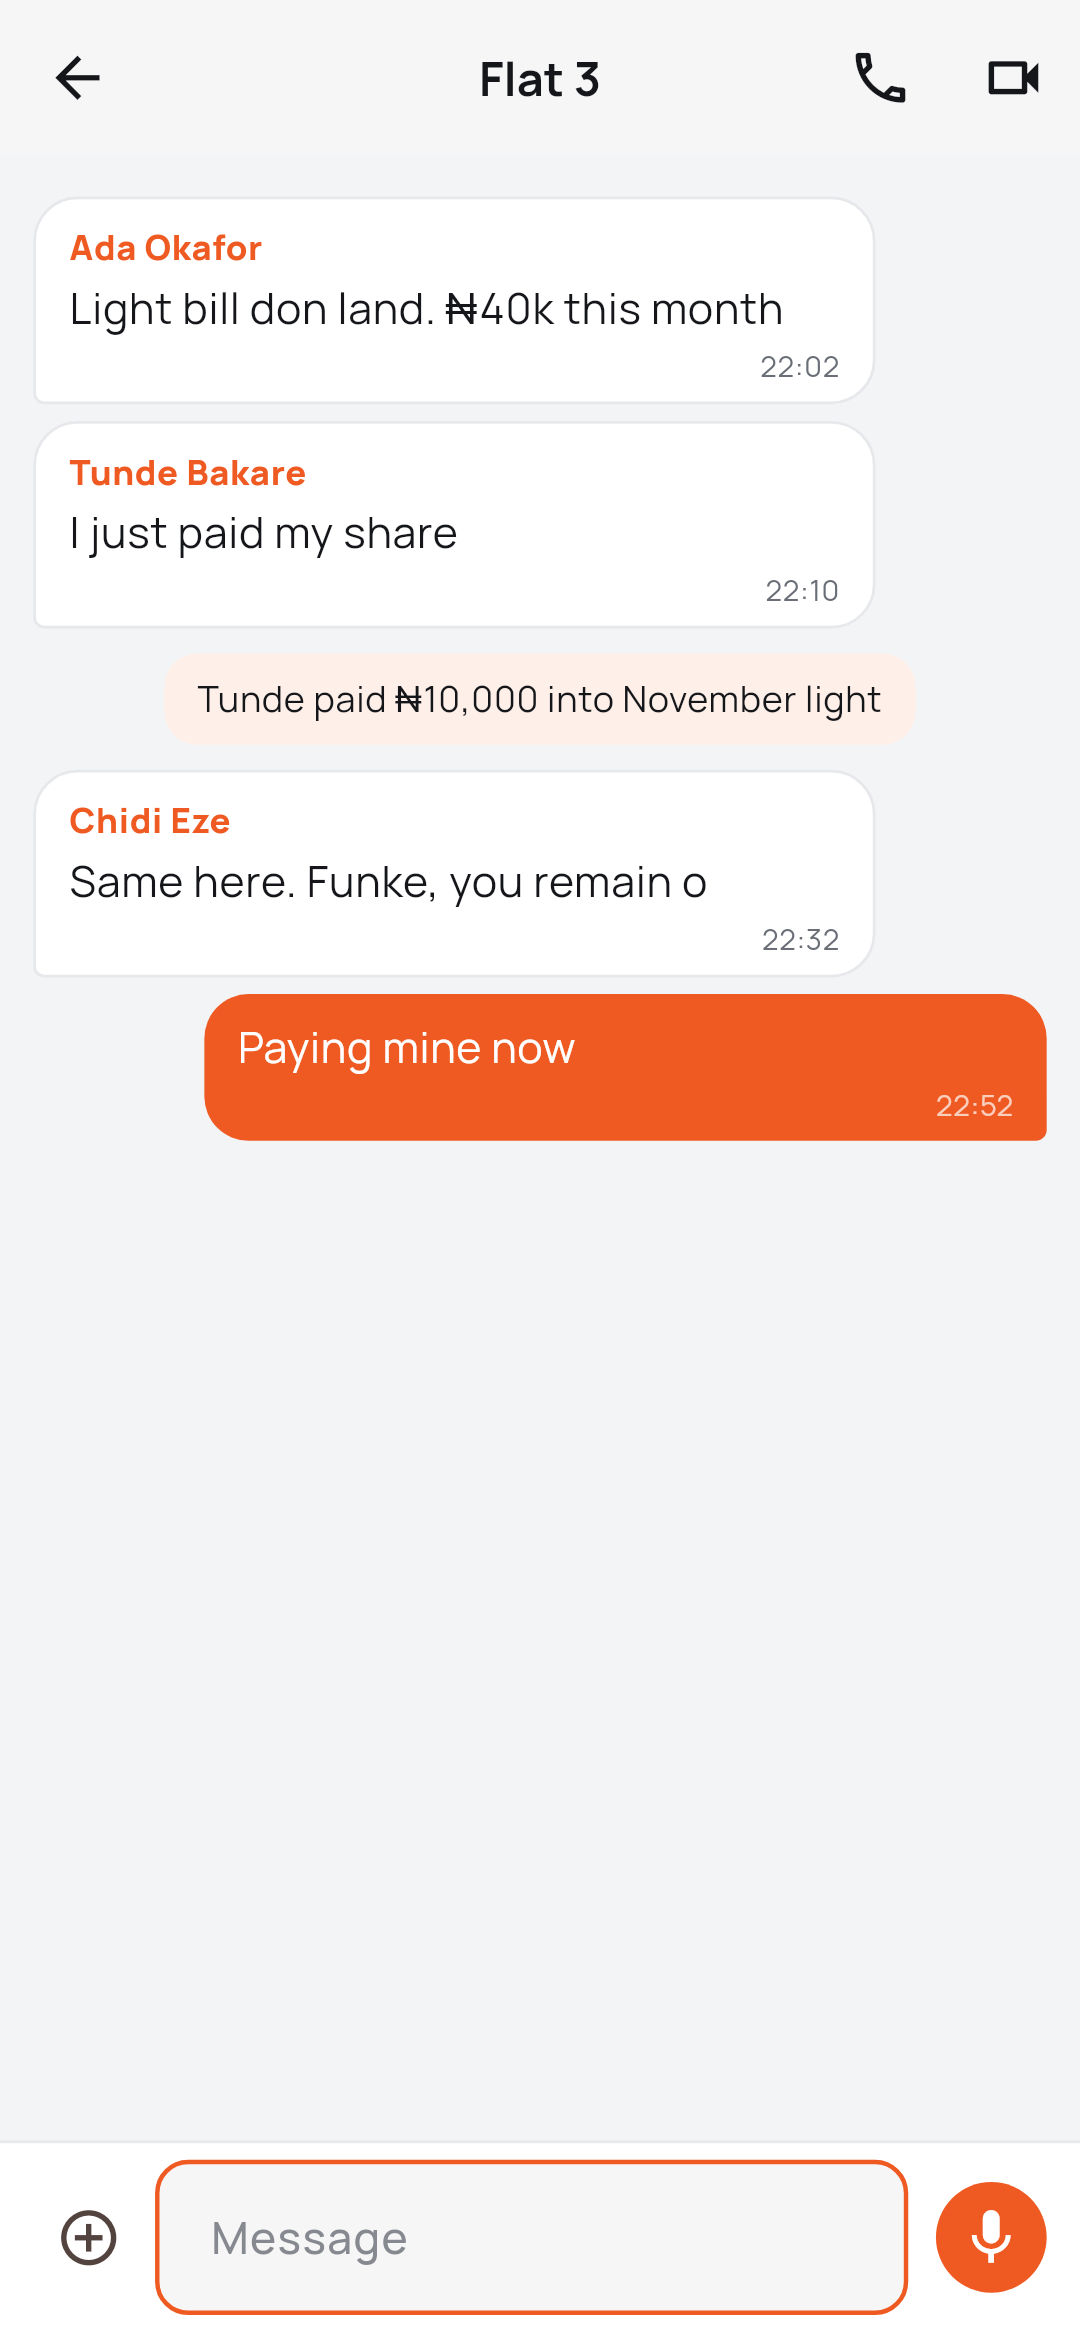 Flat 3
Ada Okafor
Light bill don land. ₦40k this month
22:02
Tunde Bakare
I just paid my share
22:10
Tunde paid ₦10,000 into November light
Chidi Eze
Same here. Funke, you remain o
22:32
Paying mine now
22:52
Message